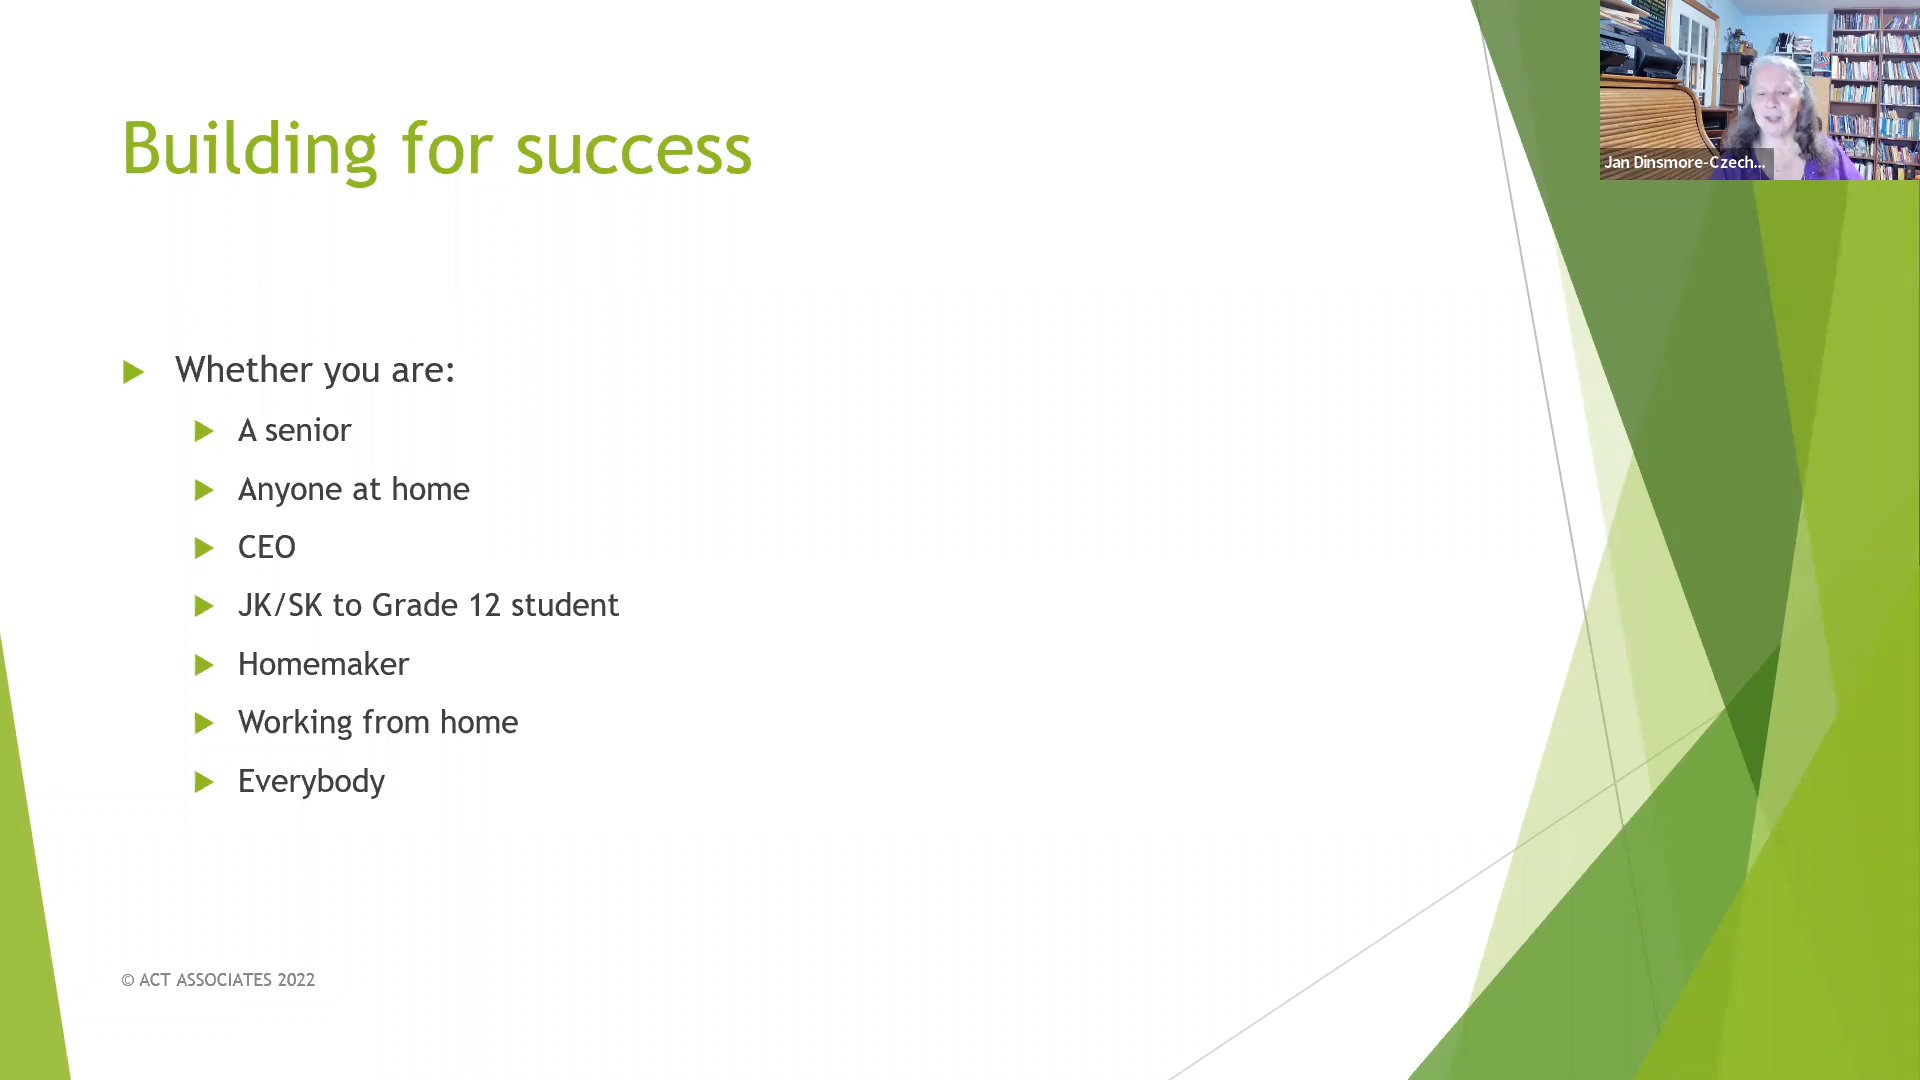 Building for success
Whether you are:
A senior
Anyone at home
CEO
JK/SK to Grade 12 student
Homemaker
Working from home
Everybody
© ACT ASSOCIATES 2022
Jan Dinsmore-Czech...